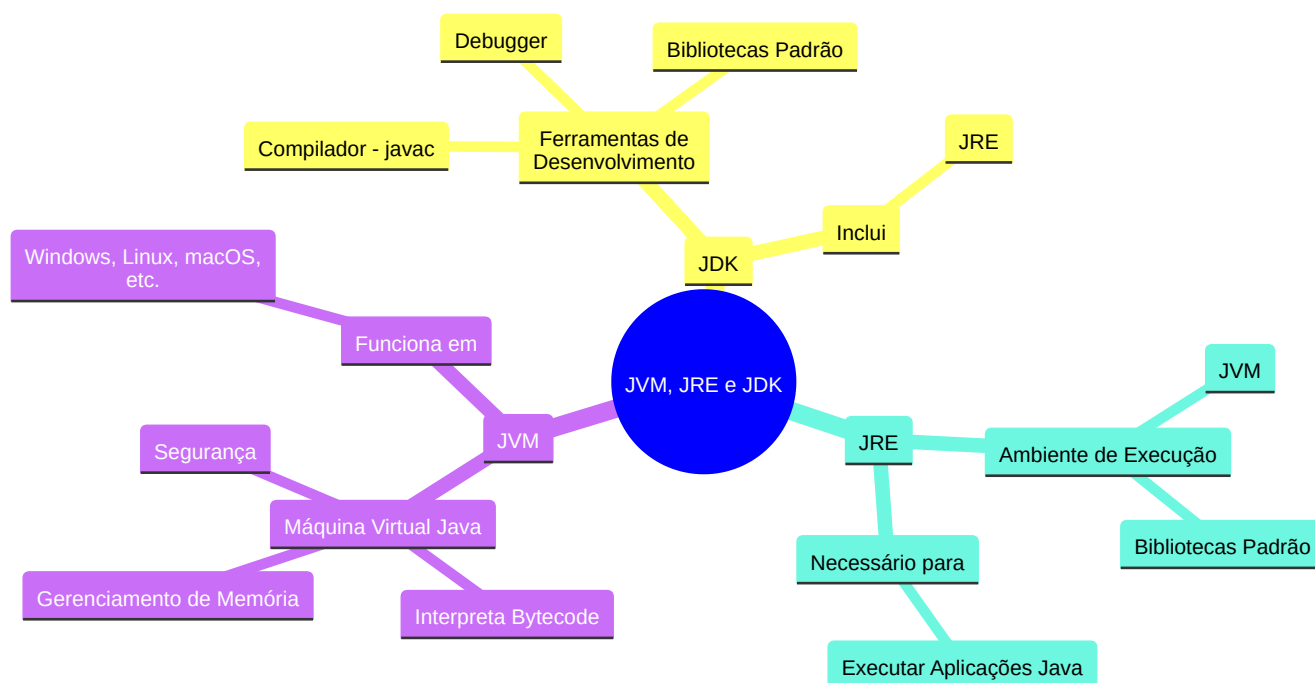 Debugger
Bibliotecas Padrão
Compilador - javac
Ferramentas de
Desenvolvimento
JRE
Inclui
JDK
Windows, Linux, macOS,
etc.
Funciona em
JVM, JRE e JDK
JVM
Segurança
Máquina Virtual Java
Gerenciamento de Memória
Interpreta Bytecode
JVM
JRE
Ambiente de Execução
Bibliotecas Padrão
Necessário para
Executar Aplicações Java